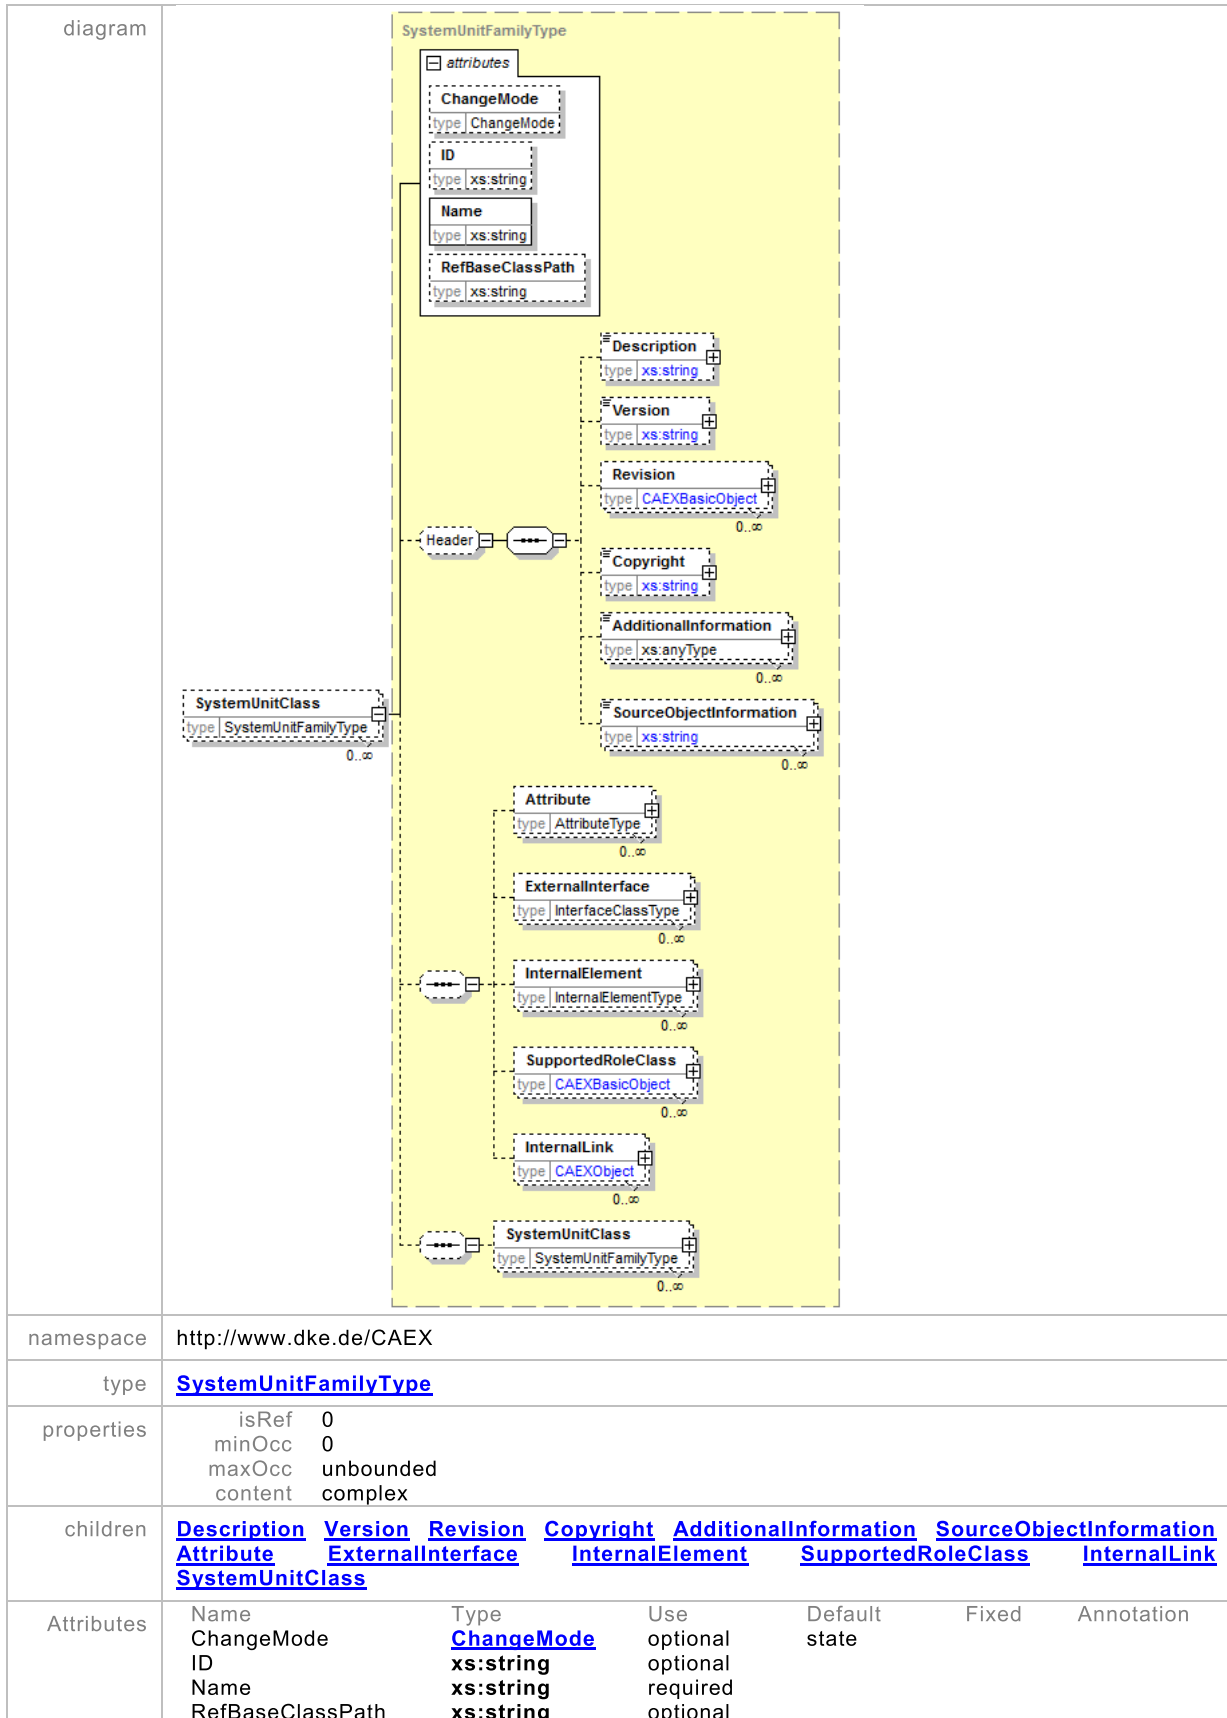 diagram
SystemUnitFamilyType
attributes
ChangeMode
type ChangeMode
ID
type xs:string
Name
type xs:string
RefBaseClassPath
type xs:string
Description
type xs:string
Version
type xs:string
Revision
type CAEXBasicObject
0..∞
Header
Copyright
type xs:string
AdditionalInformation
type xs:anyType
0..∞
SystemUnitClass
type SystemUnitFamilyType
0..∞
SourceObjectInformation
type xs:string
0..∞
Attribute
type AttributeType
0..∞
ExternalInterface
type InterfaceClassType
0..∞
InternalElement
type InternalElementType
0..∞
SupportedRoleClass
type CAEXBasicObject
0..∞
InternalLink
type CAEXObject
0..∞
SystemUnitClass
type SystemUnitFamilyType
0..∞
namespace http://www.dke.de/CAEX
type SystemUnitFamilyType
properties isRef 0
minOcc 0
maxOcc unbounded
content complex
children Description Version Revision Copyright AdditionalInformation SourceObjectInformation
Attribute ExternalInterface InternalElement SupportedRoleClass InternalLink
SystemUnitClass
Attributes Name Type Use Default Fixed Annotation
ChangeMode ChangeMode optional state
ID xs:string optional
Name xs:string required
RefBaseClassPath xs:string optional